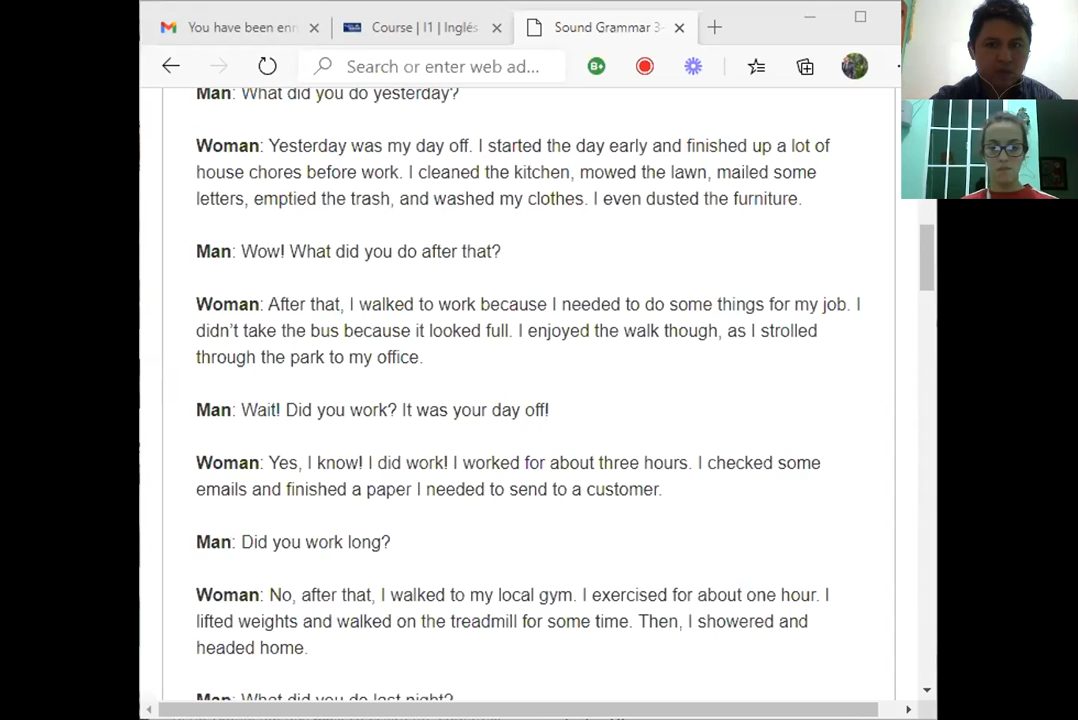 You have been enr
Course | I1 | Inglés
Sound Grammar 3-
Search or enter web ad...
B+
Man: What did you do yesterday?
Woman: Yesterday was my day off. I started the day early and finished up a lot of
house chores before work. I cleaned the kitchen, mowed the lawn, mailed some
letters, emptied the trash, and washed my clothes. I even dusted the furniture.
Man: Wow! What did you do after that?
Woman: After that, I walked to work because I needed to do some things for my job. I
didn't take the bus because it looked full. I enjoyed the walk though, as I strolled
through the park to my office.
Man: Wait! Did you work? It was your day off!
Woman: Yes, I know! I did work! I worked for about three hours. I checked some
emails and finished a paper I needed to send to a customer.
Man: Did you work long?
Woman: No, after that, I walked to my local gym. I exercised for about one hour. I
lifted weights and walked on the treadmill for some time. Then, I showered and
headed home.
Man: What did you do last night?